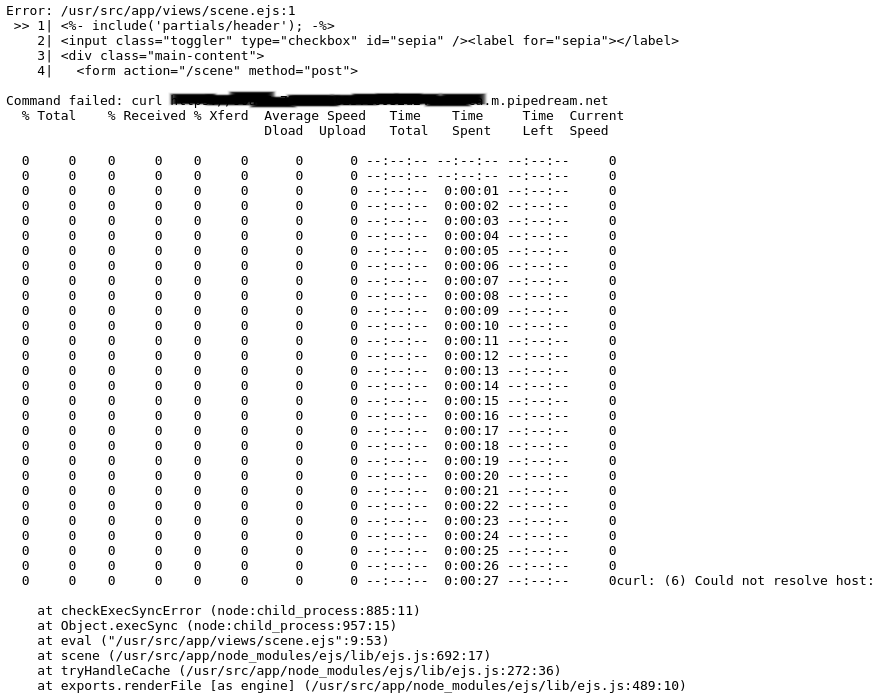 Error: /usr/src/app/views/scene.ejs:1
 >> 1| <%- include('partials/header'); -%>
    2| <input class="toggler" type="checkbox" id="sepia" /><label for="sepia"></label>
    3| <div class="main-content">
    4|   <form action="/scene" method="post">
Command failed: curl .m.pipedream.net
  % Total    % Received % Xferd  Average Speed   Time    Time     Time  Current
                                 Dload  Upload   Total   Spent    Left  Speed
  0     0    0     0    0     0      0      0 --:--:-- --:--:-- --:--:--     0
  0     0    0     0    0     0      0      0 --:--:-- --:--:-- --:--:--     0
  0     0    0     0    0     0      0      0 --:--:--  0:00:01 --:--:--     0
  0     0    0     0    0     0      0      0 --:--:--  0:00:02 --:--:--     0
  0     0    0     0    0     0      0      0 --:--:--  0:00:03 --:--:--     0
  0     0    0     0    0     0      0      0 --:--:--  0:00:04 --:--:--     0
  0     0    0     0    0     0      0      0 --:--:--  0:00:05 --:--:--     0
  0     0    0     0    0     0      0      0 --:--:--  0:00:06 --:--:--     0
  0     0    0     0    0     0      0      0 --:--:--  0:00:07 --:--:--     0
  0     0    0     0    0     0      0      0 --:--:--  0:00:08 --:--:--     0
  0     0    0     0    0     0      0      0 --:--:--  0:00:09 --:--:--     0
  0     0    0     0    0     0      0      0 --:--:--  0:00:10 --:--:--     0
  0     0    0     0    0     0      0      0 --:--:--  0:00:11 --:--:--     0
  0     0    0     0    0     0      0      0 --:--:--  0:00:12 --:--:--     0
  0     0    0     0    0     0      0      0 --:--:--  0:00:13 --:--:--     0
  0     0    0     0    0     0      0      0 --:--:--  0:00:14 --:--:--     0
  0     0    0     0    0     0      0      0 --:--:--  0:00:15 --:--:--     0
  0     0    0     0    0     0      0      0 --:--:--  0:00:16 --:--:--     0
  0     0    0     0    0     0      0      0 --:--:--  0:00:17 --:--:--     0
  0     0    0     0    0     0      0      0 --:--:--  0:00:18 --:--:--     0
  0     0    0     0    0     0      0      0 --:--:--  0:00:19 --:--:--     0
  0     0    0     0    0     0      0      0 --:--:--  0:00:20 --:--:--     0
  0     0    0     0    0     0      0      0 --:--:--  0:00:21 --:--:--     0
  0     0    0     0    0     0      0      0 --:--:--  0:00:22 --:--:--     0
  0     0    0     0    0     0      0      0 --:--:--  0:00:23 --:--:--     0
  0     0    0     0    0     0      0      0 --:--:--  0:00:24 --:--:--     0
  0     0    0     0    0     0      0      0 --:--:--  0:00:25 --:--:--     0
  0     0    0     0    0     0      0      0 --:--:--  0:00:26 --:--:--     0
  0     0    0     0    0     0      0      0 --:--:--  0:00:27 --:--:--     0curl: (6) Could not resolve host:
    at checkExecSyncError (node:child_process:885:11)
    at Object.execSync (node:child_process:957:15)
    at eval ("/usr/src/app/views/scene.ejs":9:53)
    at scene (/usr/src/app/node_modules/ejs/lib/ejs.js:692:17)
    at tryHandleCache (/usr/src/app/node_modules/ejs/lib/ejs.js:272:36)
    at exports.renderFile [as engine] (/usr/src/app/node_modules/ejs/lib/ejs.js:489:10)